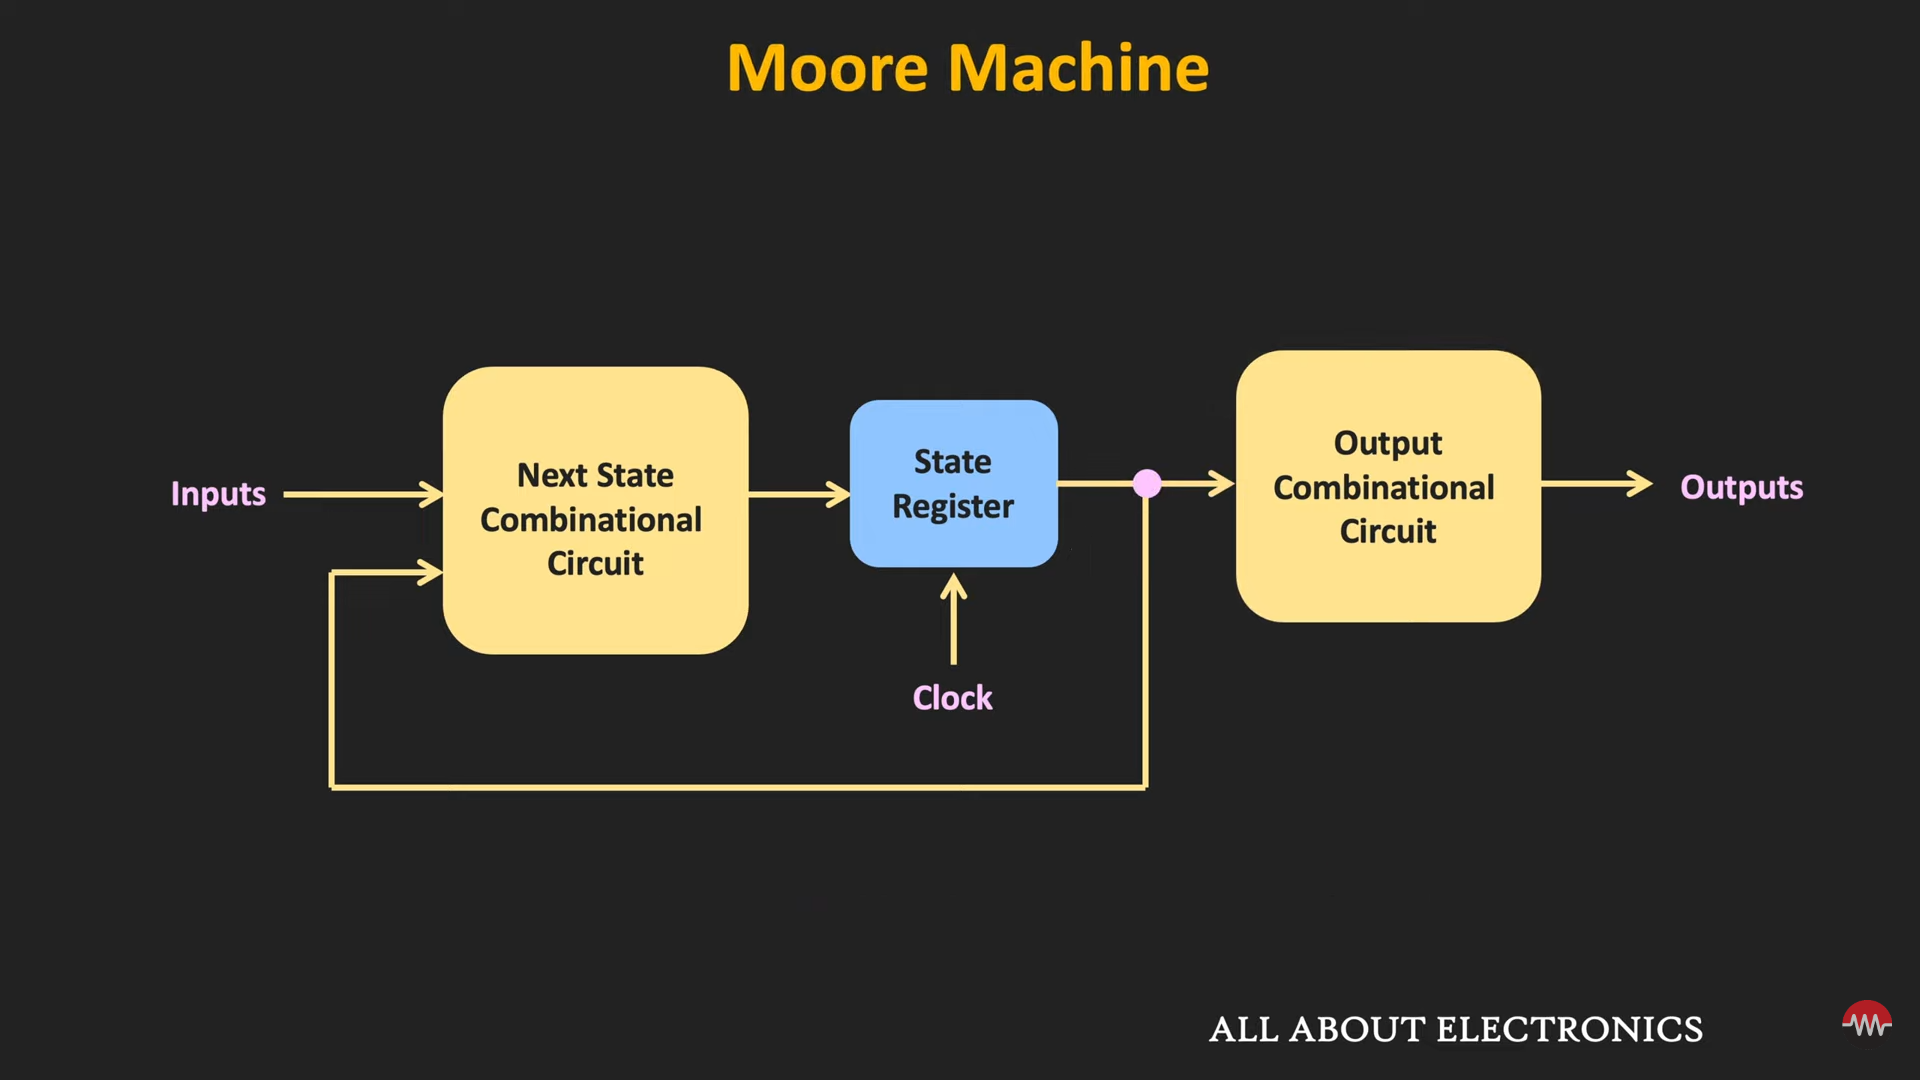 Moore Machine
Inputs
Next State
Combinational
Circuit
State
Register
Clock
Output
Combinational
Circuit
Outputs
ALL ABOUT ELECTRONICS